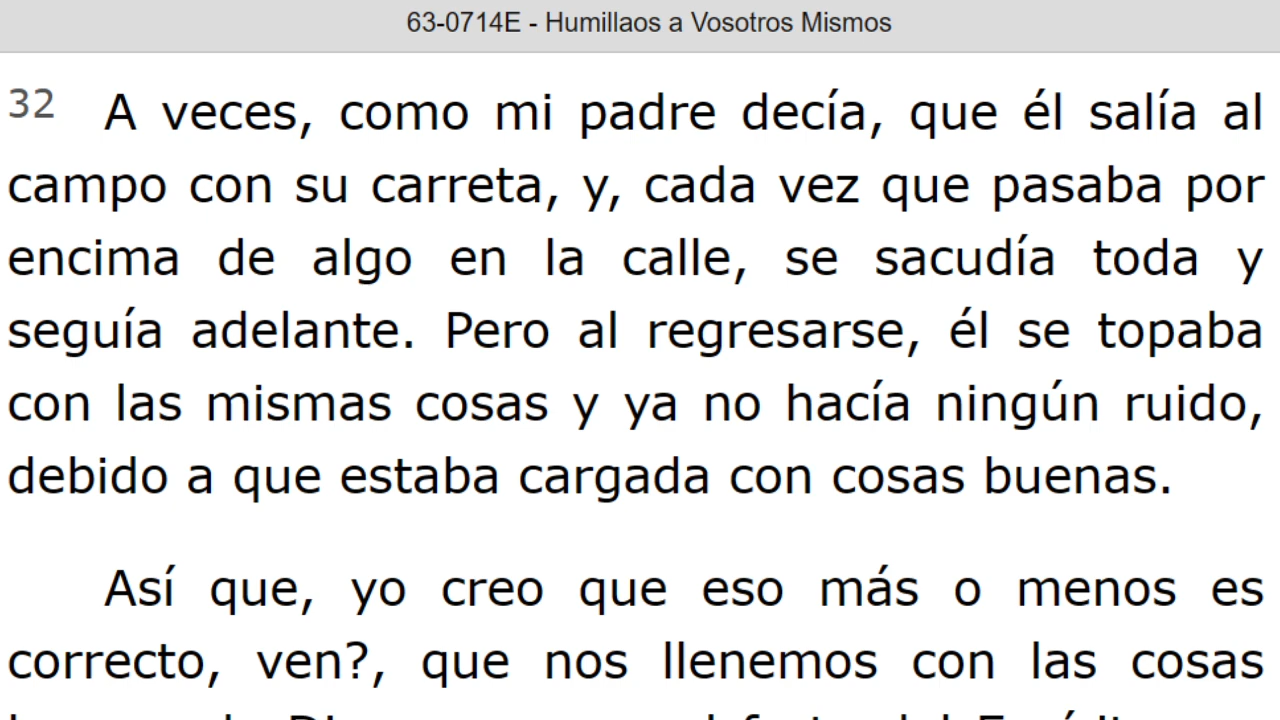 63-0714E - Humillaos a Vosotros Mismos
32 A veces, como mi padre decía, que él salía al
campo con su carreta, y, cada vez que pasaba por
encima de algo en la calle, se sacudía toda y
seguía adelante. Pero al regresarse, él se topaba
con las mismas cosas y ya no hacía ningún ruido,
debido a que estaba cargada con cosas buenas.
Así que, yo creo que eso más o menos es
correcto, ven?, que nos llenemos con las cosas